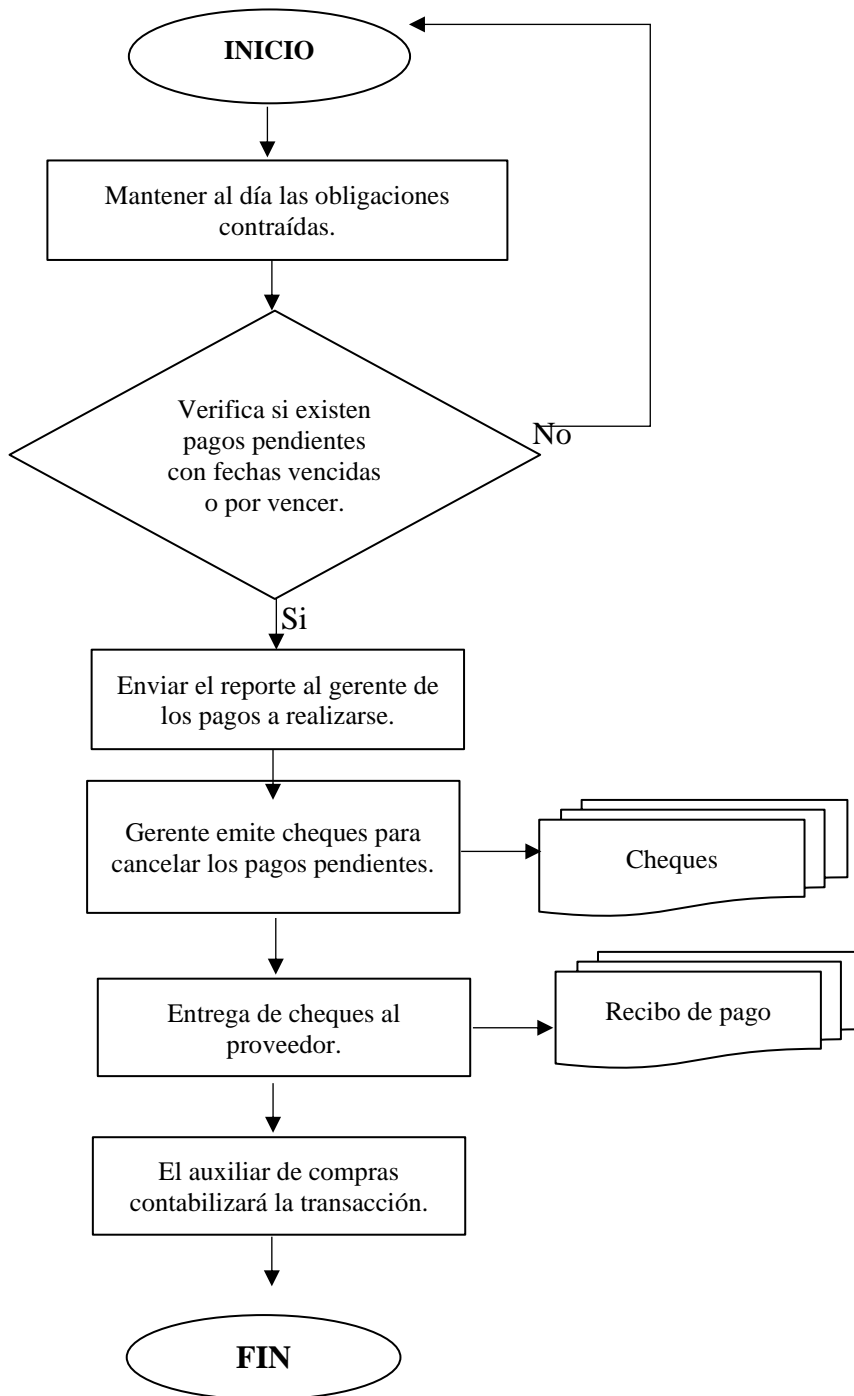 INICIO
Mantener al día las obligaciones
contraídas.
Verifica si existen
pagos pendientes
con fechas vencidas
o por vencer.
No
Si
Enviar el reporte al gerente de
los pagos a realizarse.
Gerente emite cheques para
cancelar los pagos pendientes.
Cheques
Entrega de cheques al
proveedor.
Recibo de pago
El auxiliar de compras
contabilizará la transacción.
FIN